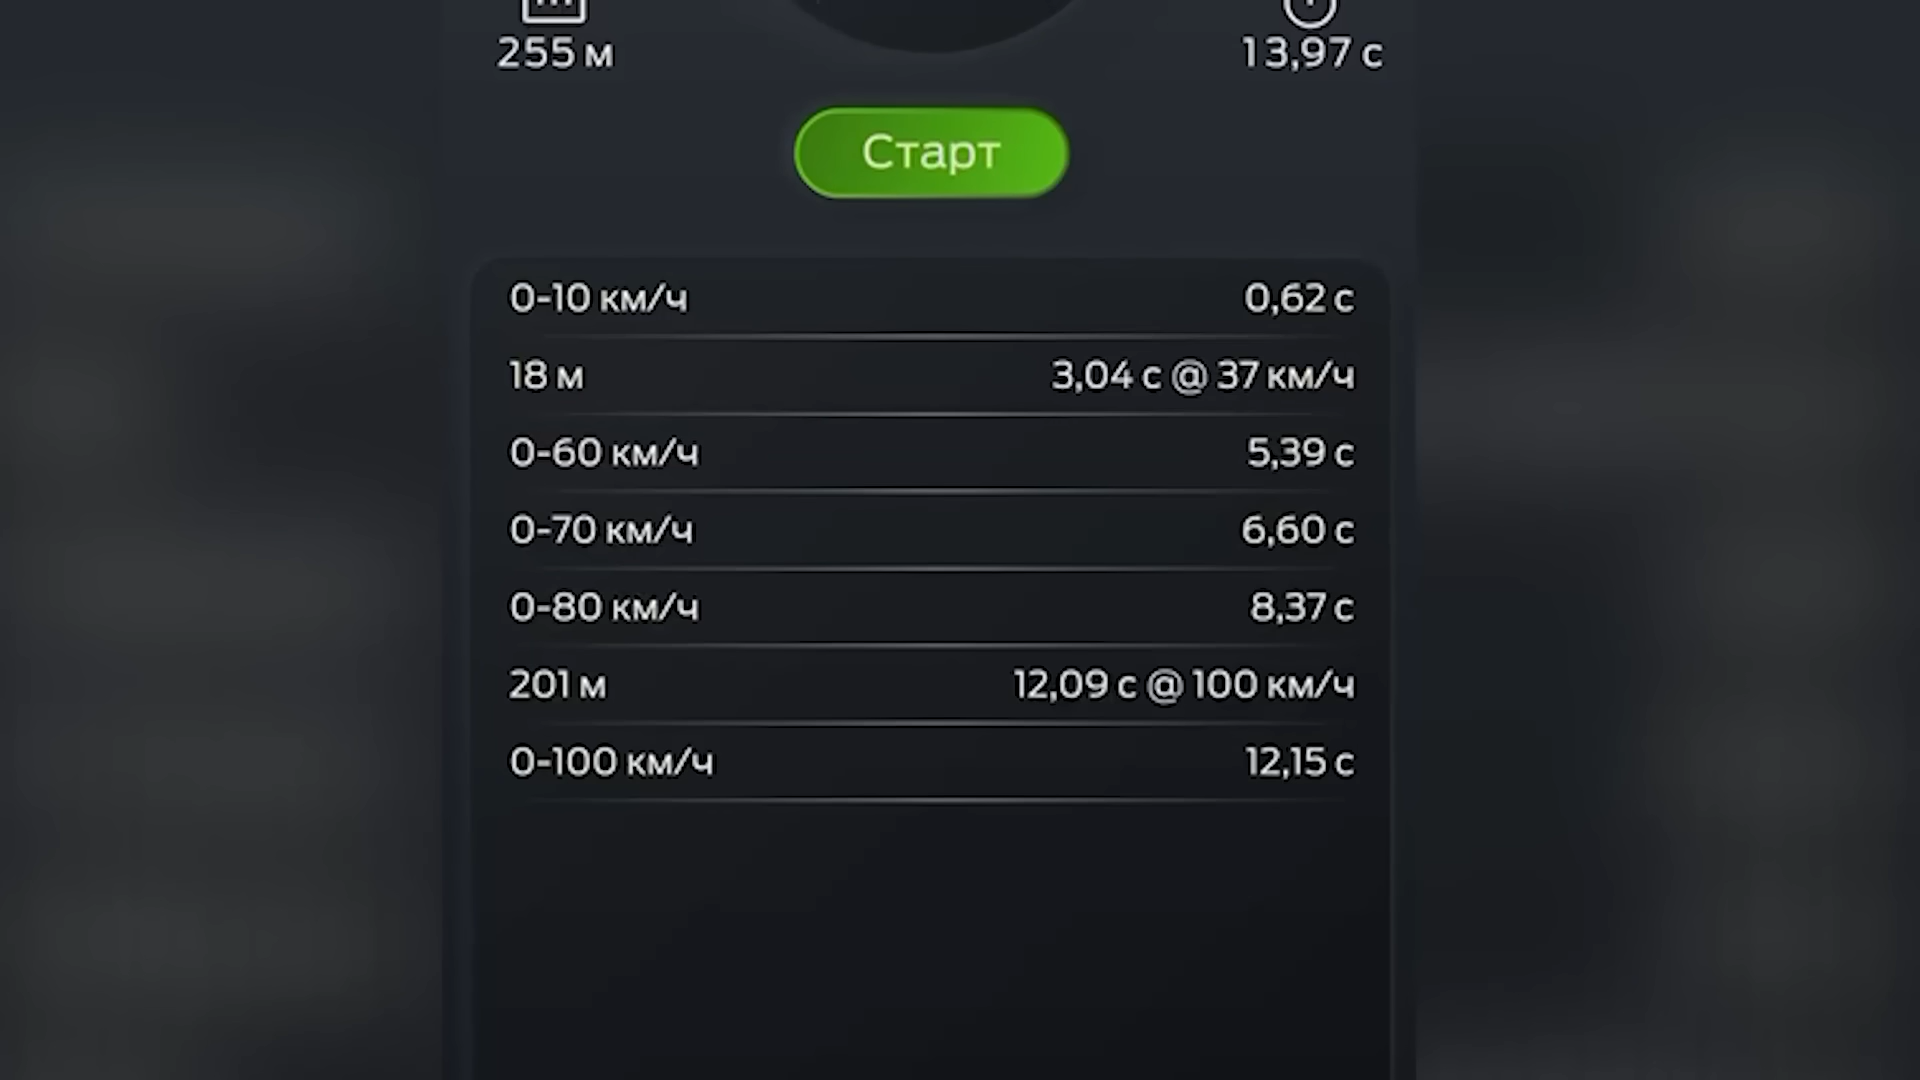 255 м 13,97 с
Старт
0-10 км/ч 0,62 с
18 м 3,04 с @ 37 км/ч
0-60 км/ч 5,39 с
0-70 км/ч 6,60 с
0-80 км/ч 8,37 с
201 м 12,09 с @ 100 км/ч
0-100 км/ч 12,15 с